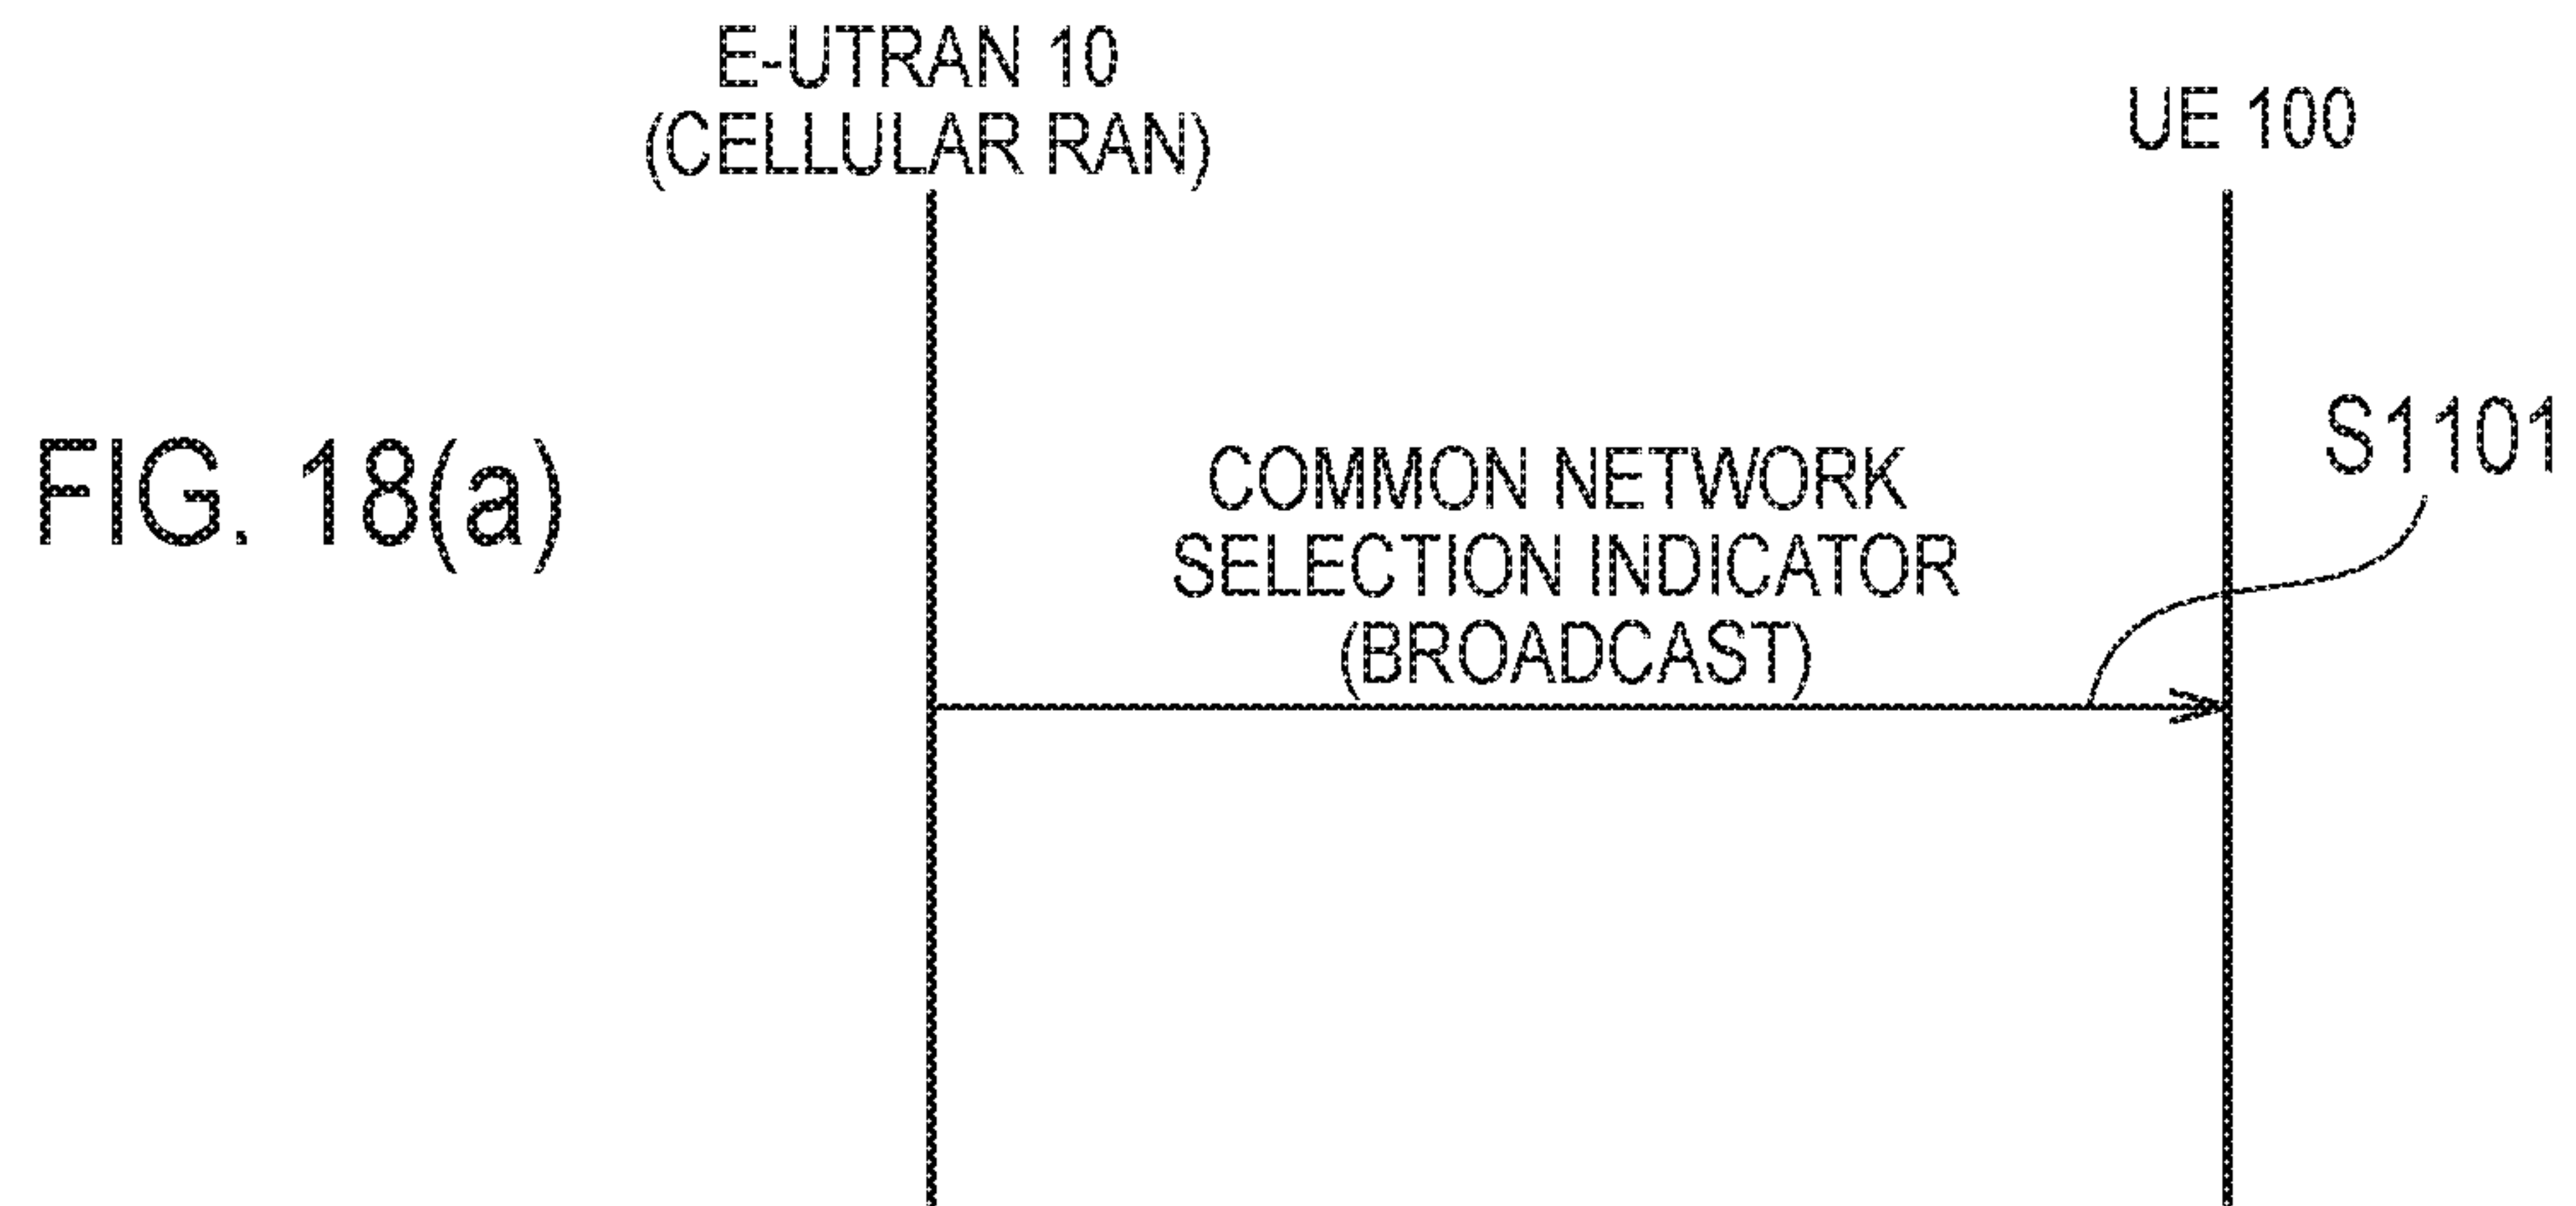 E-UTRAN 10
(CELLULAR RAN)
UE 100
FIG. 18(a)
COMMON NETWORK
SELECTION INDICATOR
(BROADCAST)
S1101